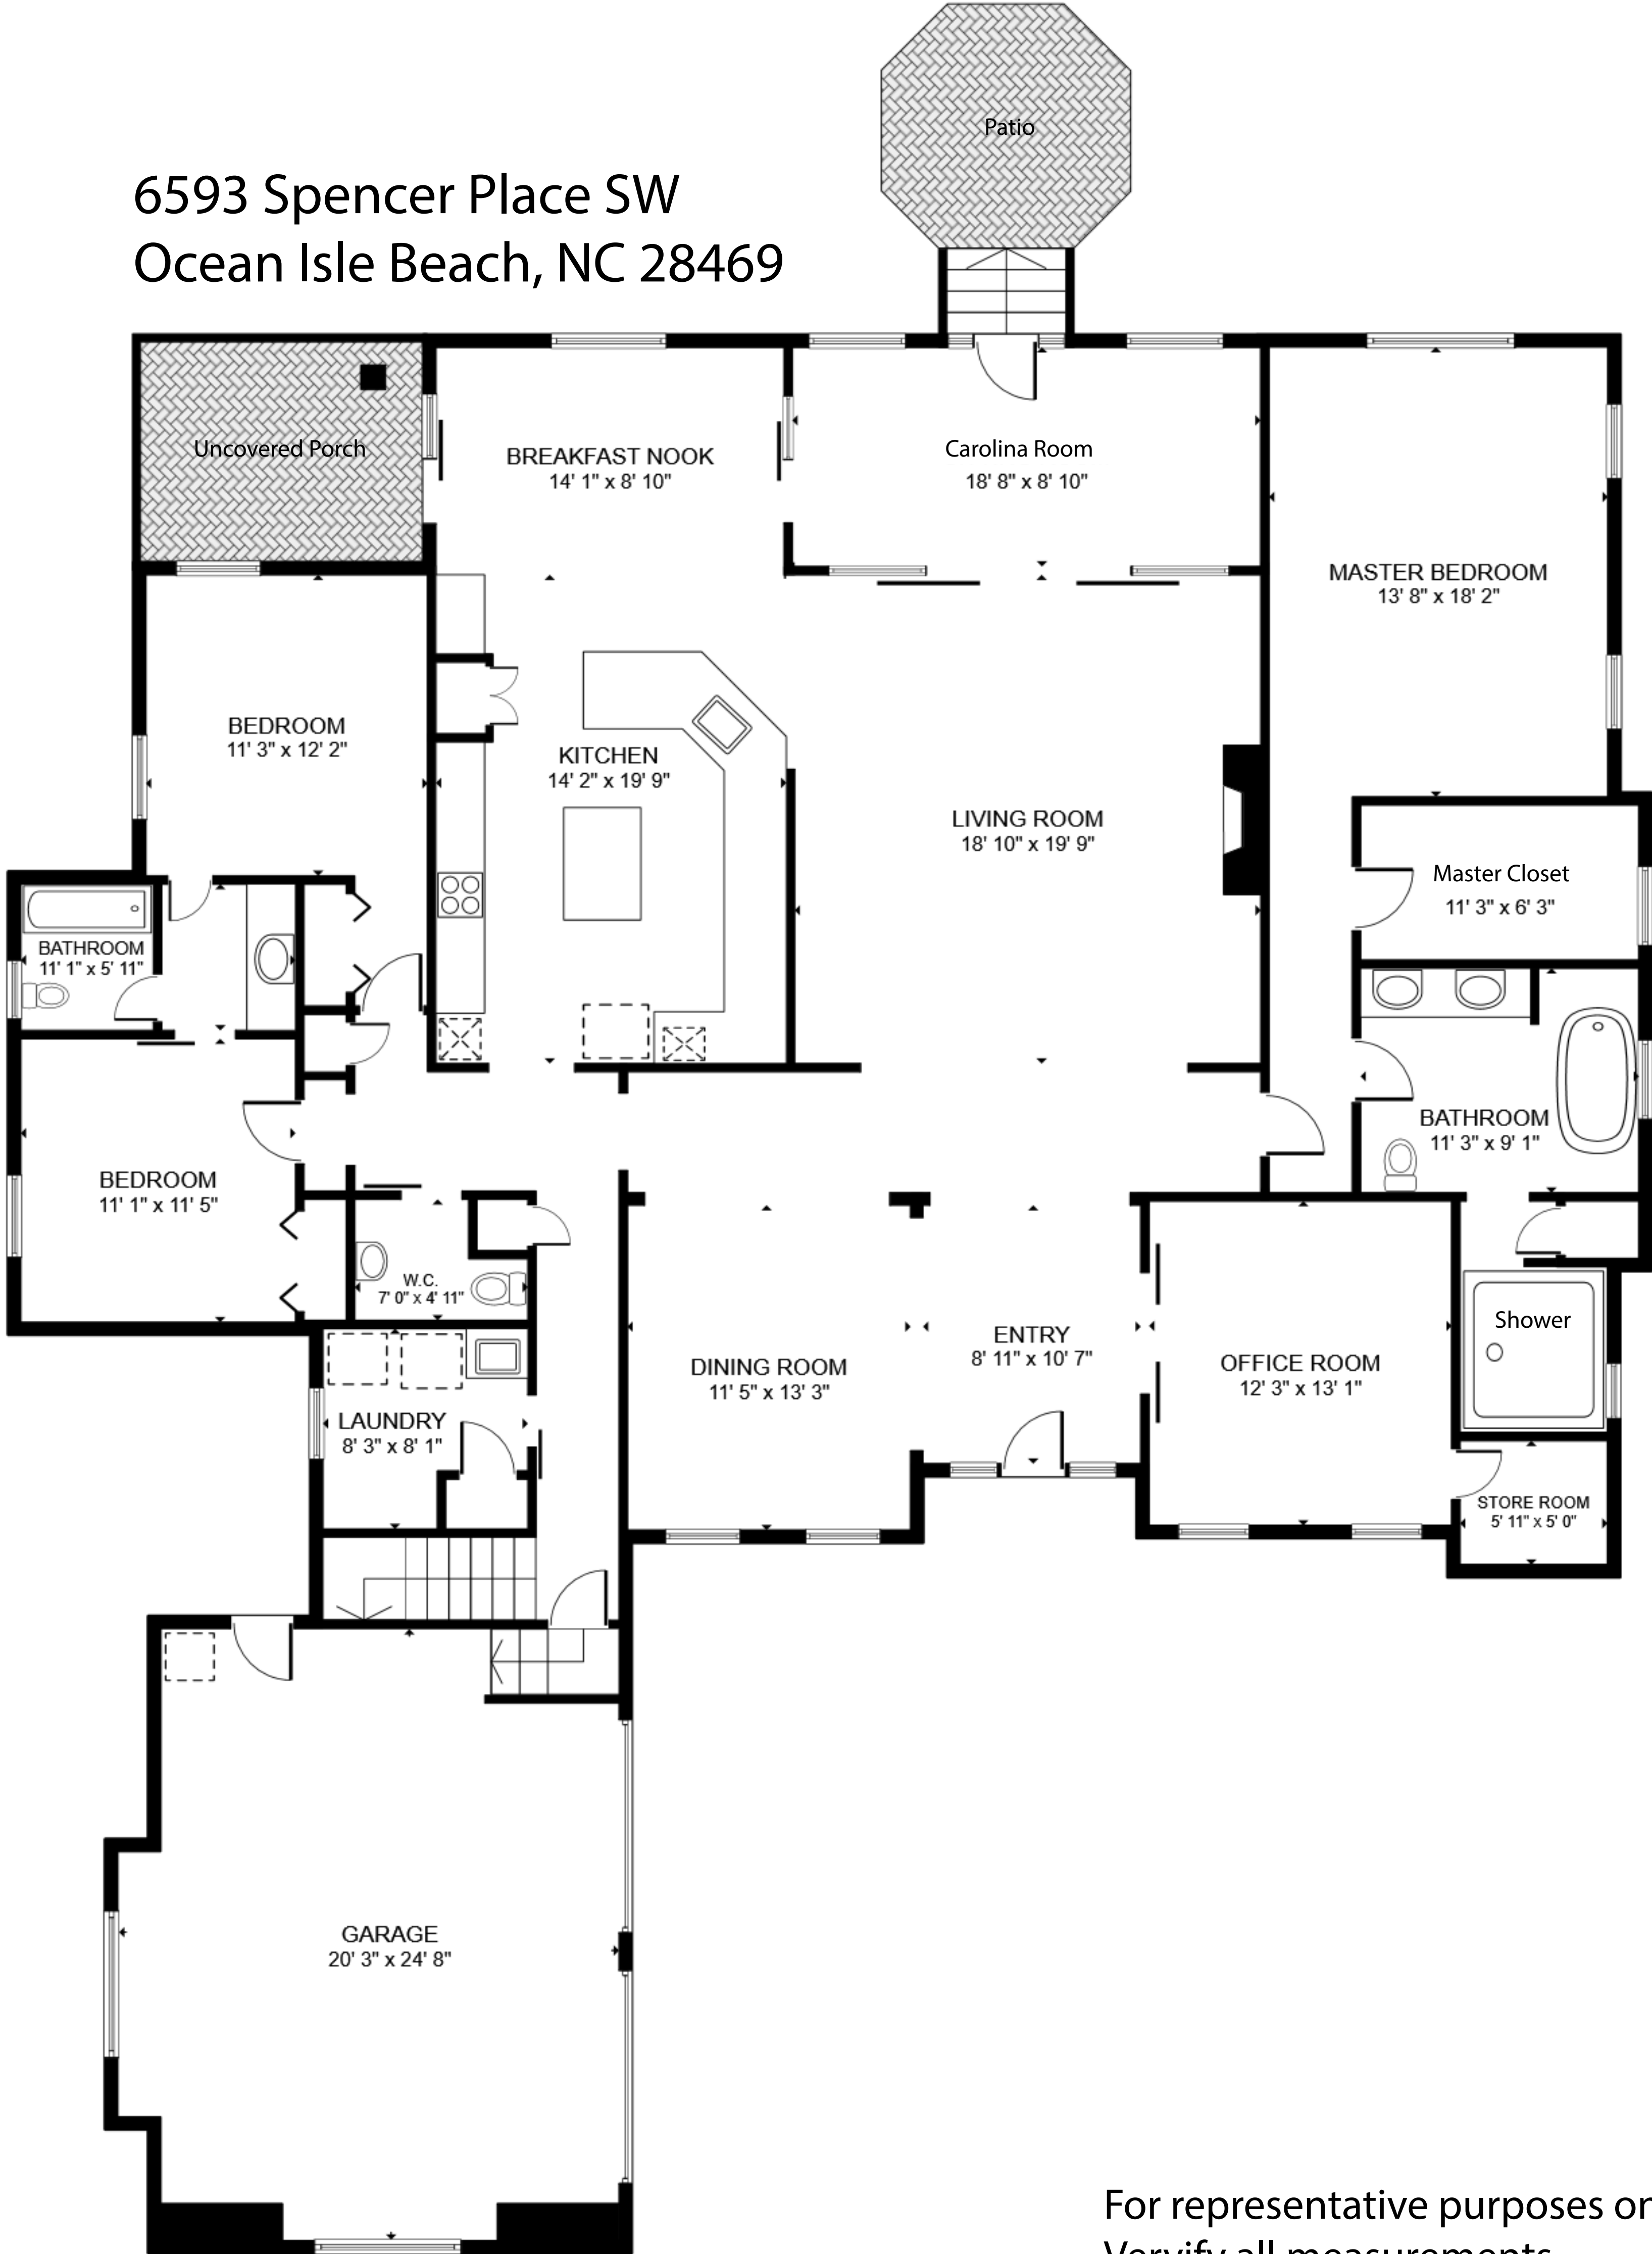 Patio
6593 Spencer Place SW
Ocean Isle Beach, NC 28469
Uncovered Porch
BREAKFAST NOOK
14' 1" x 8' 10"
Carolina Room
18' 8" x 8' 10"
MASTER BEDROOM
13' 8" x 18' 2"
BEDROOM
11' 3" x 12' 2"
KITCHEN
14' 2" x 19' 9"
LIVING ROOM
18' 10" x 19' 9"
Master Closet
11' 3" x 6' 3"
BATHROOM
11' 1" x 5' 11"
BATHROOM
11' 3" x 9' 1"
BEDROOM
11' 1" x 11' 5"
W.C.
7' 0" x 4' 11"
DINING ROOM
11' 5" x 13' 3"
ENTRY
8' 11" x 10' 7"
OFFICE ROOM
12' 3" x 13' 1"
Shower
LAUNDRY
8' 3" x 8' 1"
STORE ROOM
5' 11" x 5' 0"
GARAGE
20' 3" x 24' 8"
For representative purposes on
Veryify all measurements